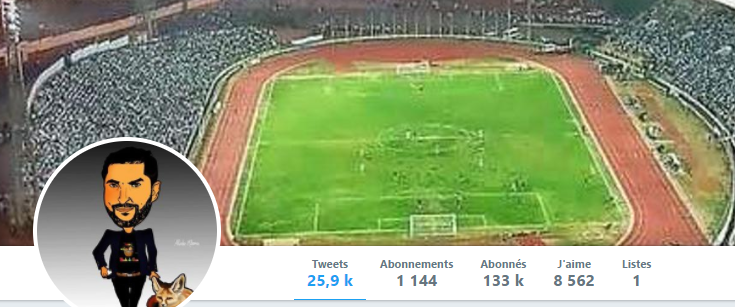 Tweets Abonnements Abonnés J'aime Listes
25,9 k 1 144 133 k 8 562 1